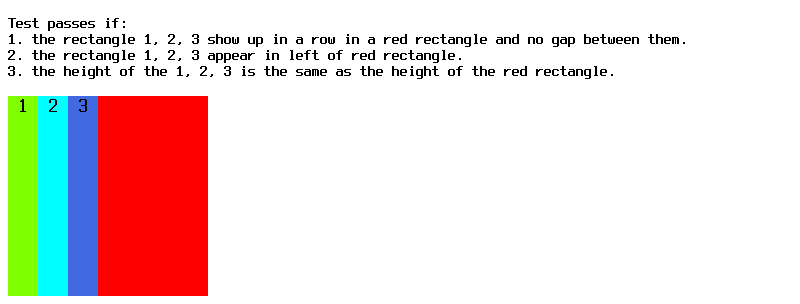 Test passes if:
1. the rectangle 1, 2, 3 show up in a row in a red rectangle and no gap between them.
2. the rectangle 1, 2, 3 appear in left of red rectangle.
3. the height of the 1, 2, 3 is the same as the height of the red rectangle.
1 2 3